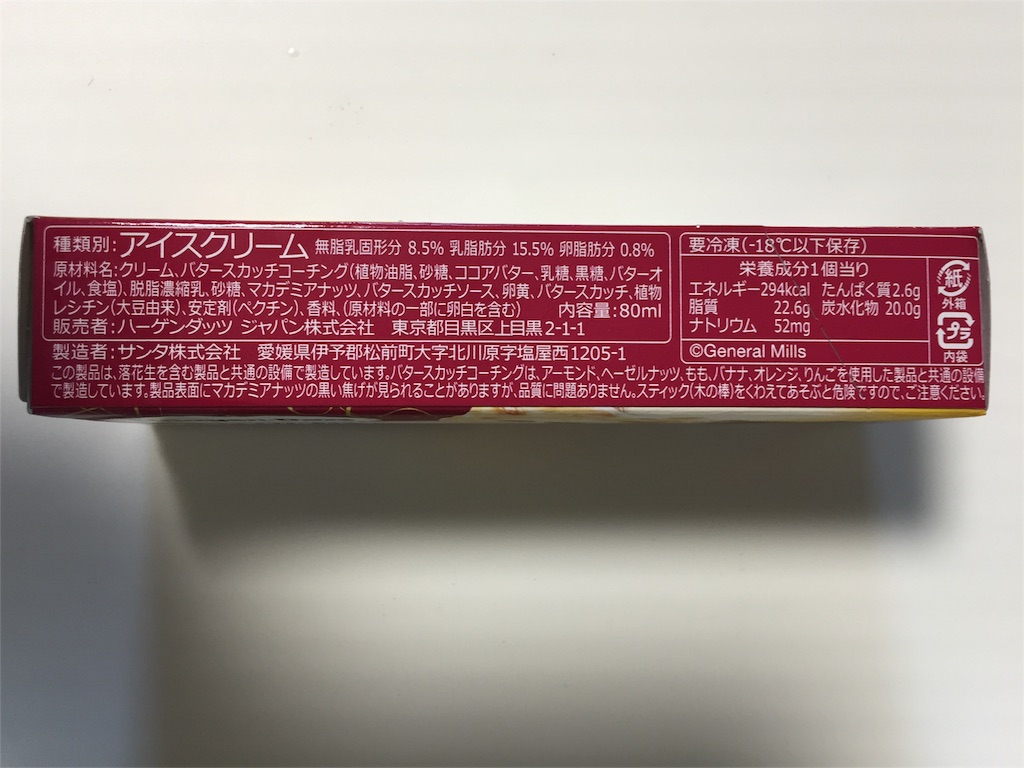 種類別:アイスクリーム 無脂乳固形分 8.5% 乳脂肪分 15.5% 卵脂肪分 0.8%
原材料名:クリーム、バタースカッチコーチング(植物油脂、砂糖、ココアバター、乳糖、黒糖、バターオ
イル、食塩)、脱脂濃縮乳、砂糖、マカデミアナッツ、バタースカッチソース、卵黄、バタースカッチ、植物
レシチン(大豆由来)、安定剤(ペクチン)、香料、(原材料の一部に卵白を含む) 内容量:80ml
販売者:ハーゲンダッツ ジャパン株式会社 東京都目黒区上目黒2-1-1
製造者:サンタ株式会社 愛媛県伊予郡松前町大字北川原字塩屋西1205-1
要冷凍(-18℃以下保存)
栄養成分1個当り
エネルギー294kcal たんぱく質2.6g
脂質 22.6g 炭水化物 20.0g
ナトリウム 52mg
©General Mills
紙
外箱
プラ
内袋
この製品は、落花生を含む製品と共通の設備で製造しています。バタースカッチコーチングは、アーモンド、ヘーゼルナッツ、もも、バナナ、オレンジ、りんごを使用した製品と共通の設備
で製造しています。製品表面にマカデミアナッツの黒い焦げが見られることがありますが、品質に問題ありません。スティック(木の棒)をくわえてあそぶと危険ですので、ご注意ください。